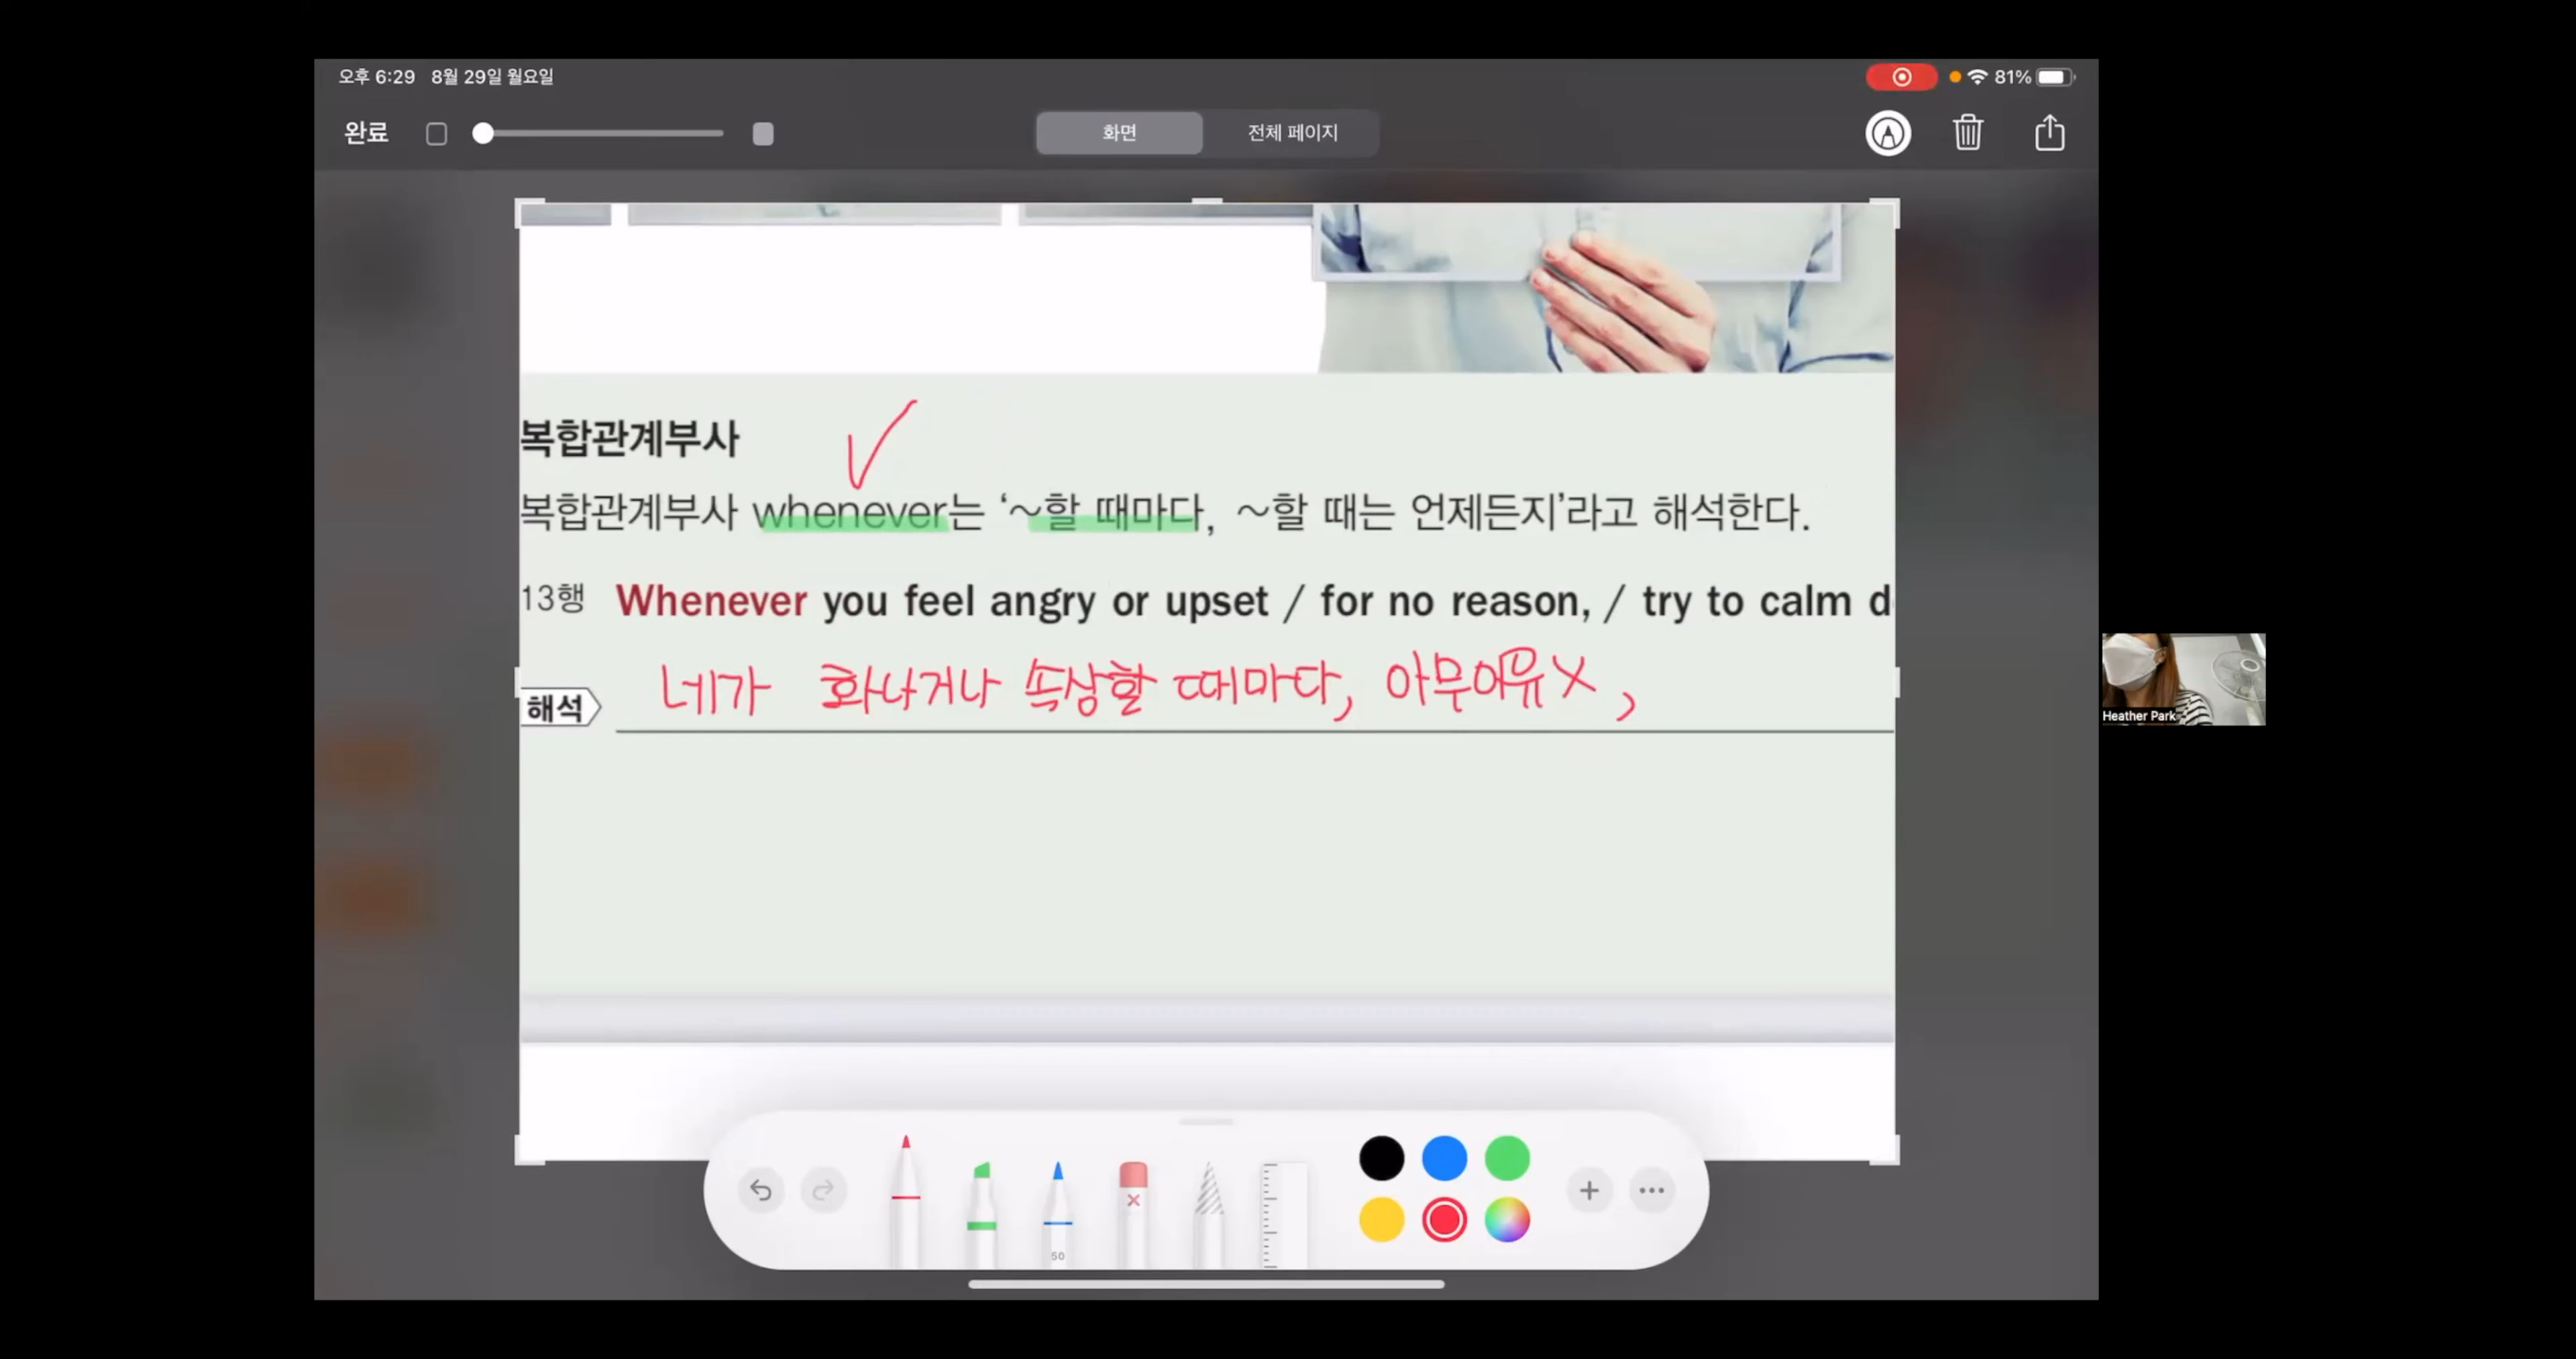 오후 6:29 8월 29일 월요일
81%
완료
화면
전체 페이지
복합관계부사
복합관계부사 whenever는 ‘~할 때마다, ~할 때는 언제든지’라고 해석한다.
13행 Whenever you feel angry or upset / for no reason, / try to calm d
해석 네가 화나거나 속상할 때마다, 아무이유X,
Heather Park
50